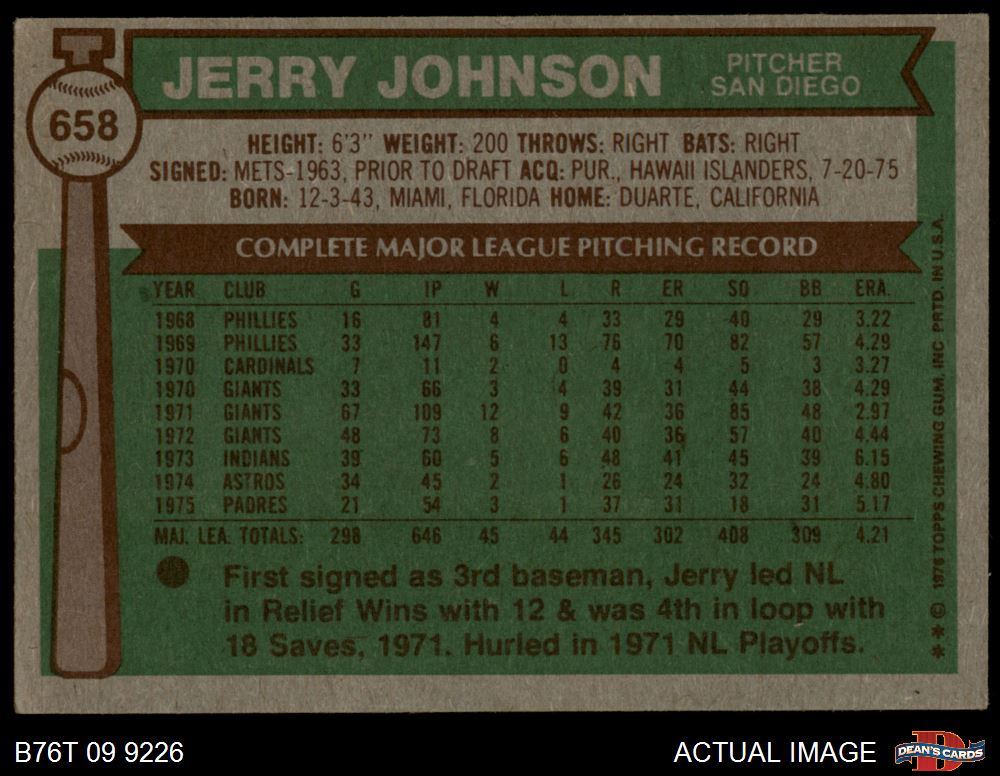 JERRY JOHNSON
PITCHER
SAN DIEGO
658
HEIGHT: 6'3" WEIGHT: 200 THROWS: RIGHT BATS: RIGHT
SIGNED: METS-1963, PRIOR TO DRAFT ACQ: PUR., HAWAII ISLANDERS, 7-20-75
BORN: 12-3-43, MIAMI, FLORIDA HOME: DUARTE, CALIFORNIA
COMPLETE MAJOR LEAGUE PITCHING RECORD
YEAR CLUB G IP W L R ER SO BB ERA
1968 PHILLIES 16 81 4 4 33 29 40 29 3.22
1969 PHILLIES 33 147 6 13 76 70 82 57 4.29
1970 CARDINALS 7 11 2 0 4 4 5 3 3.27
1970 GIANTS 33 66 3 4 39 31 44 38 4.29
1971 GIANTS 67 109 12 9 42 36 85 48 2.97
1972 GIANTS 48 73 8 6 40 36 57 40 4.44
1973 INDIANS 39 60 5 6 48 41 45 39 6.15
1974 ASTROS 34 45 2 1 26 24 32 24 4.80
1975 PADRES 21 54 3 1 37 31 18 31 5.17
MAJ. LEA. TOTALS: 298 646 45 44 345 302 408 309 4.21
First signed as 3rd baseman, Jerry led NL
in Relief Wins with 12 & was 4th in loop with
18 Saves, 1971. Hurled in 1971 NL Playoffs.
** © 1976 TOPPS CHEWING GUM, INC PRTD. IN U.S.A.
B76T 09 9226
ACTUAL IMAGE
DEAN'S CARDS